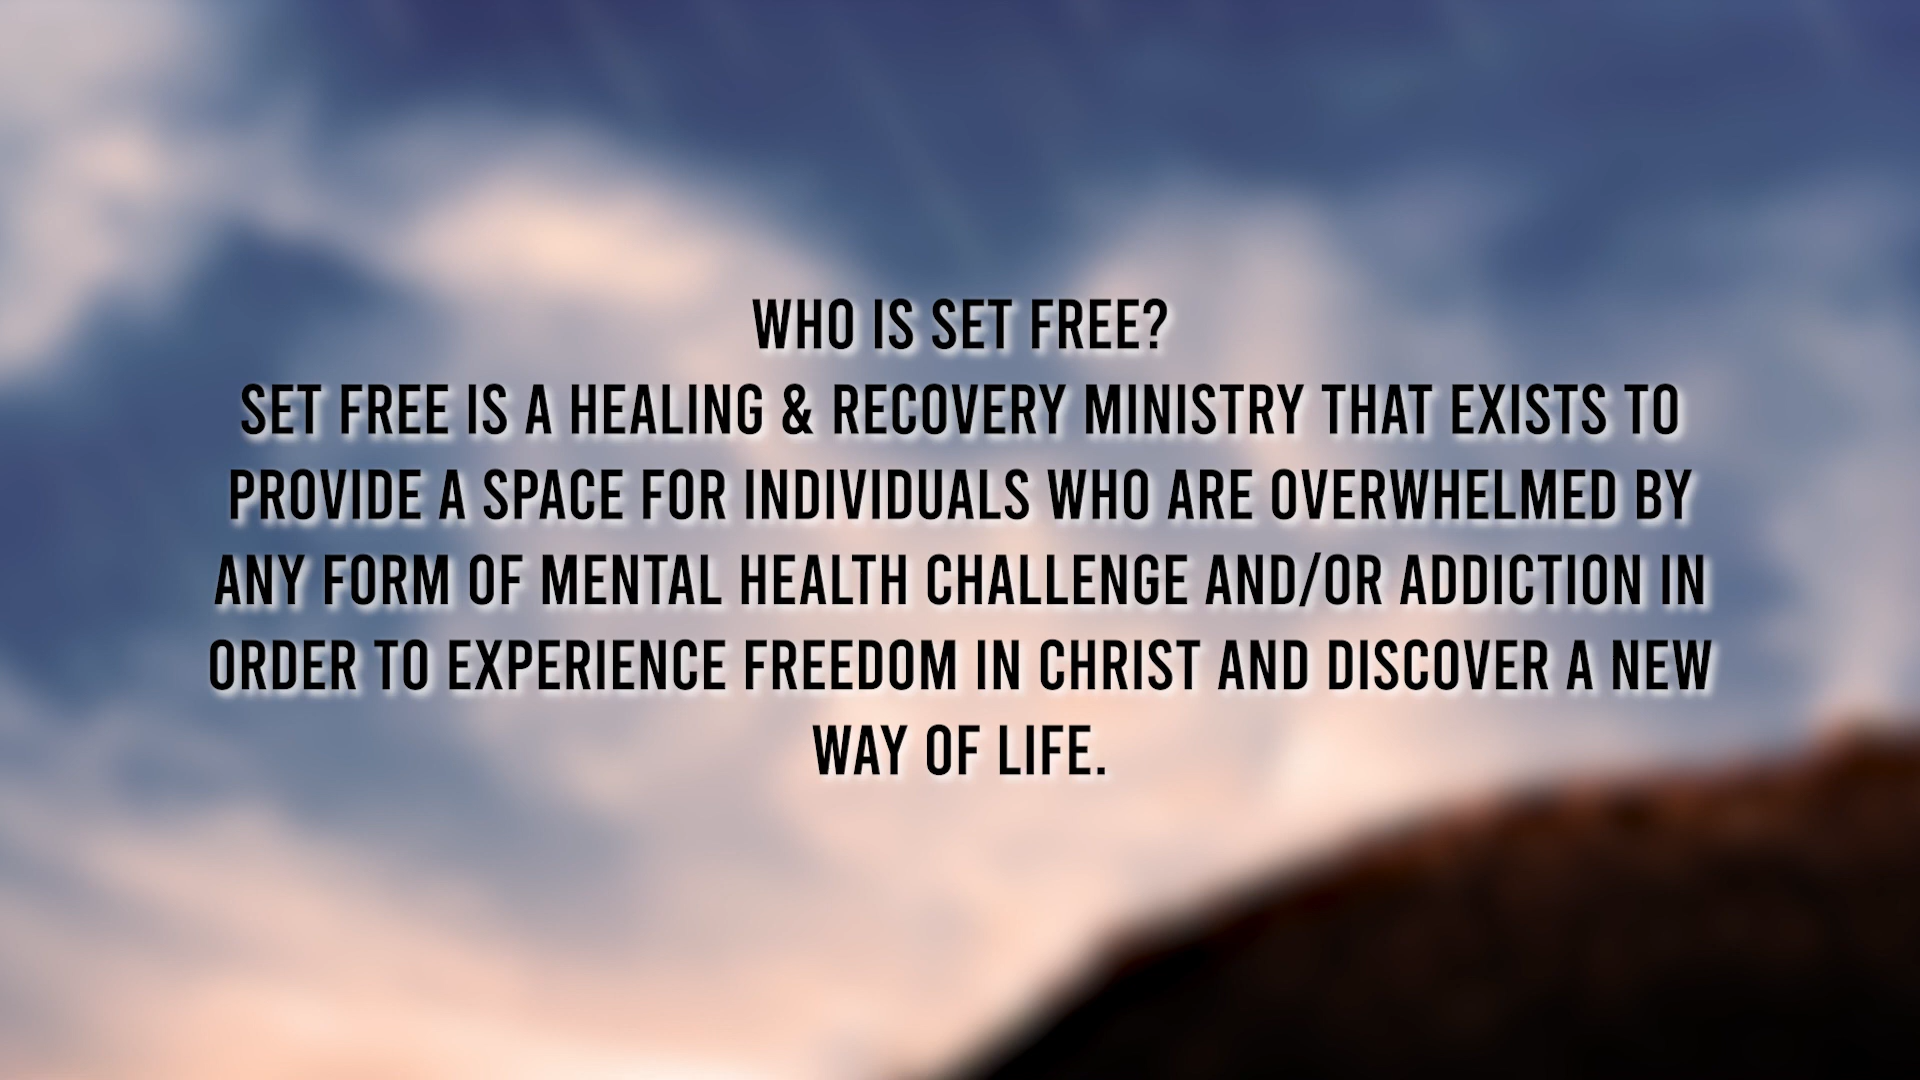 WHO IS SET FREE?
SET FREE IS A HEALING & RECOVERY MINISTRY THAT EXISTS TO
PROVIDE A SPACE FOR INDIVIDUALS WHO ARE OVERWHELMED BY
ANY FORM OF MENTAL HEALTH CHALLENGE AND/OR ADDICTION IN
ORDER TO EXPERIENCE FREEDOM IN CHRIST AND DISCOVER A NEW
WAY OF LIFE.